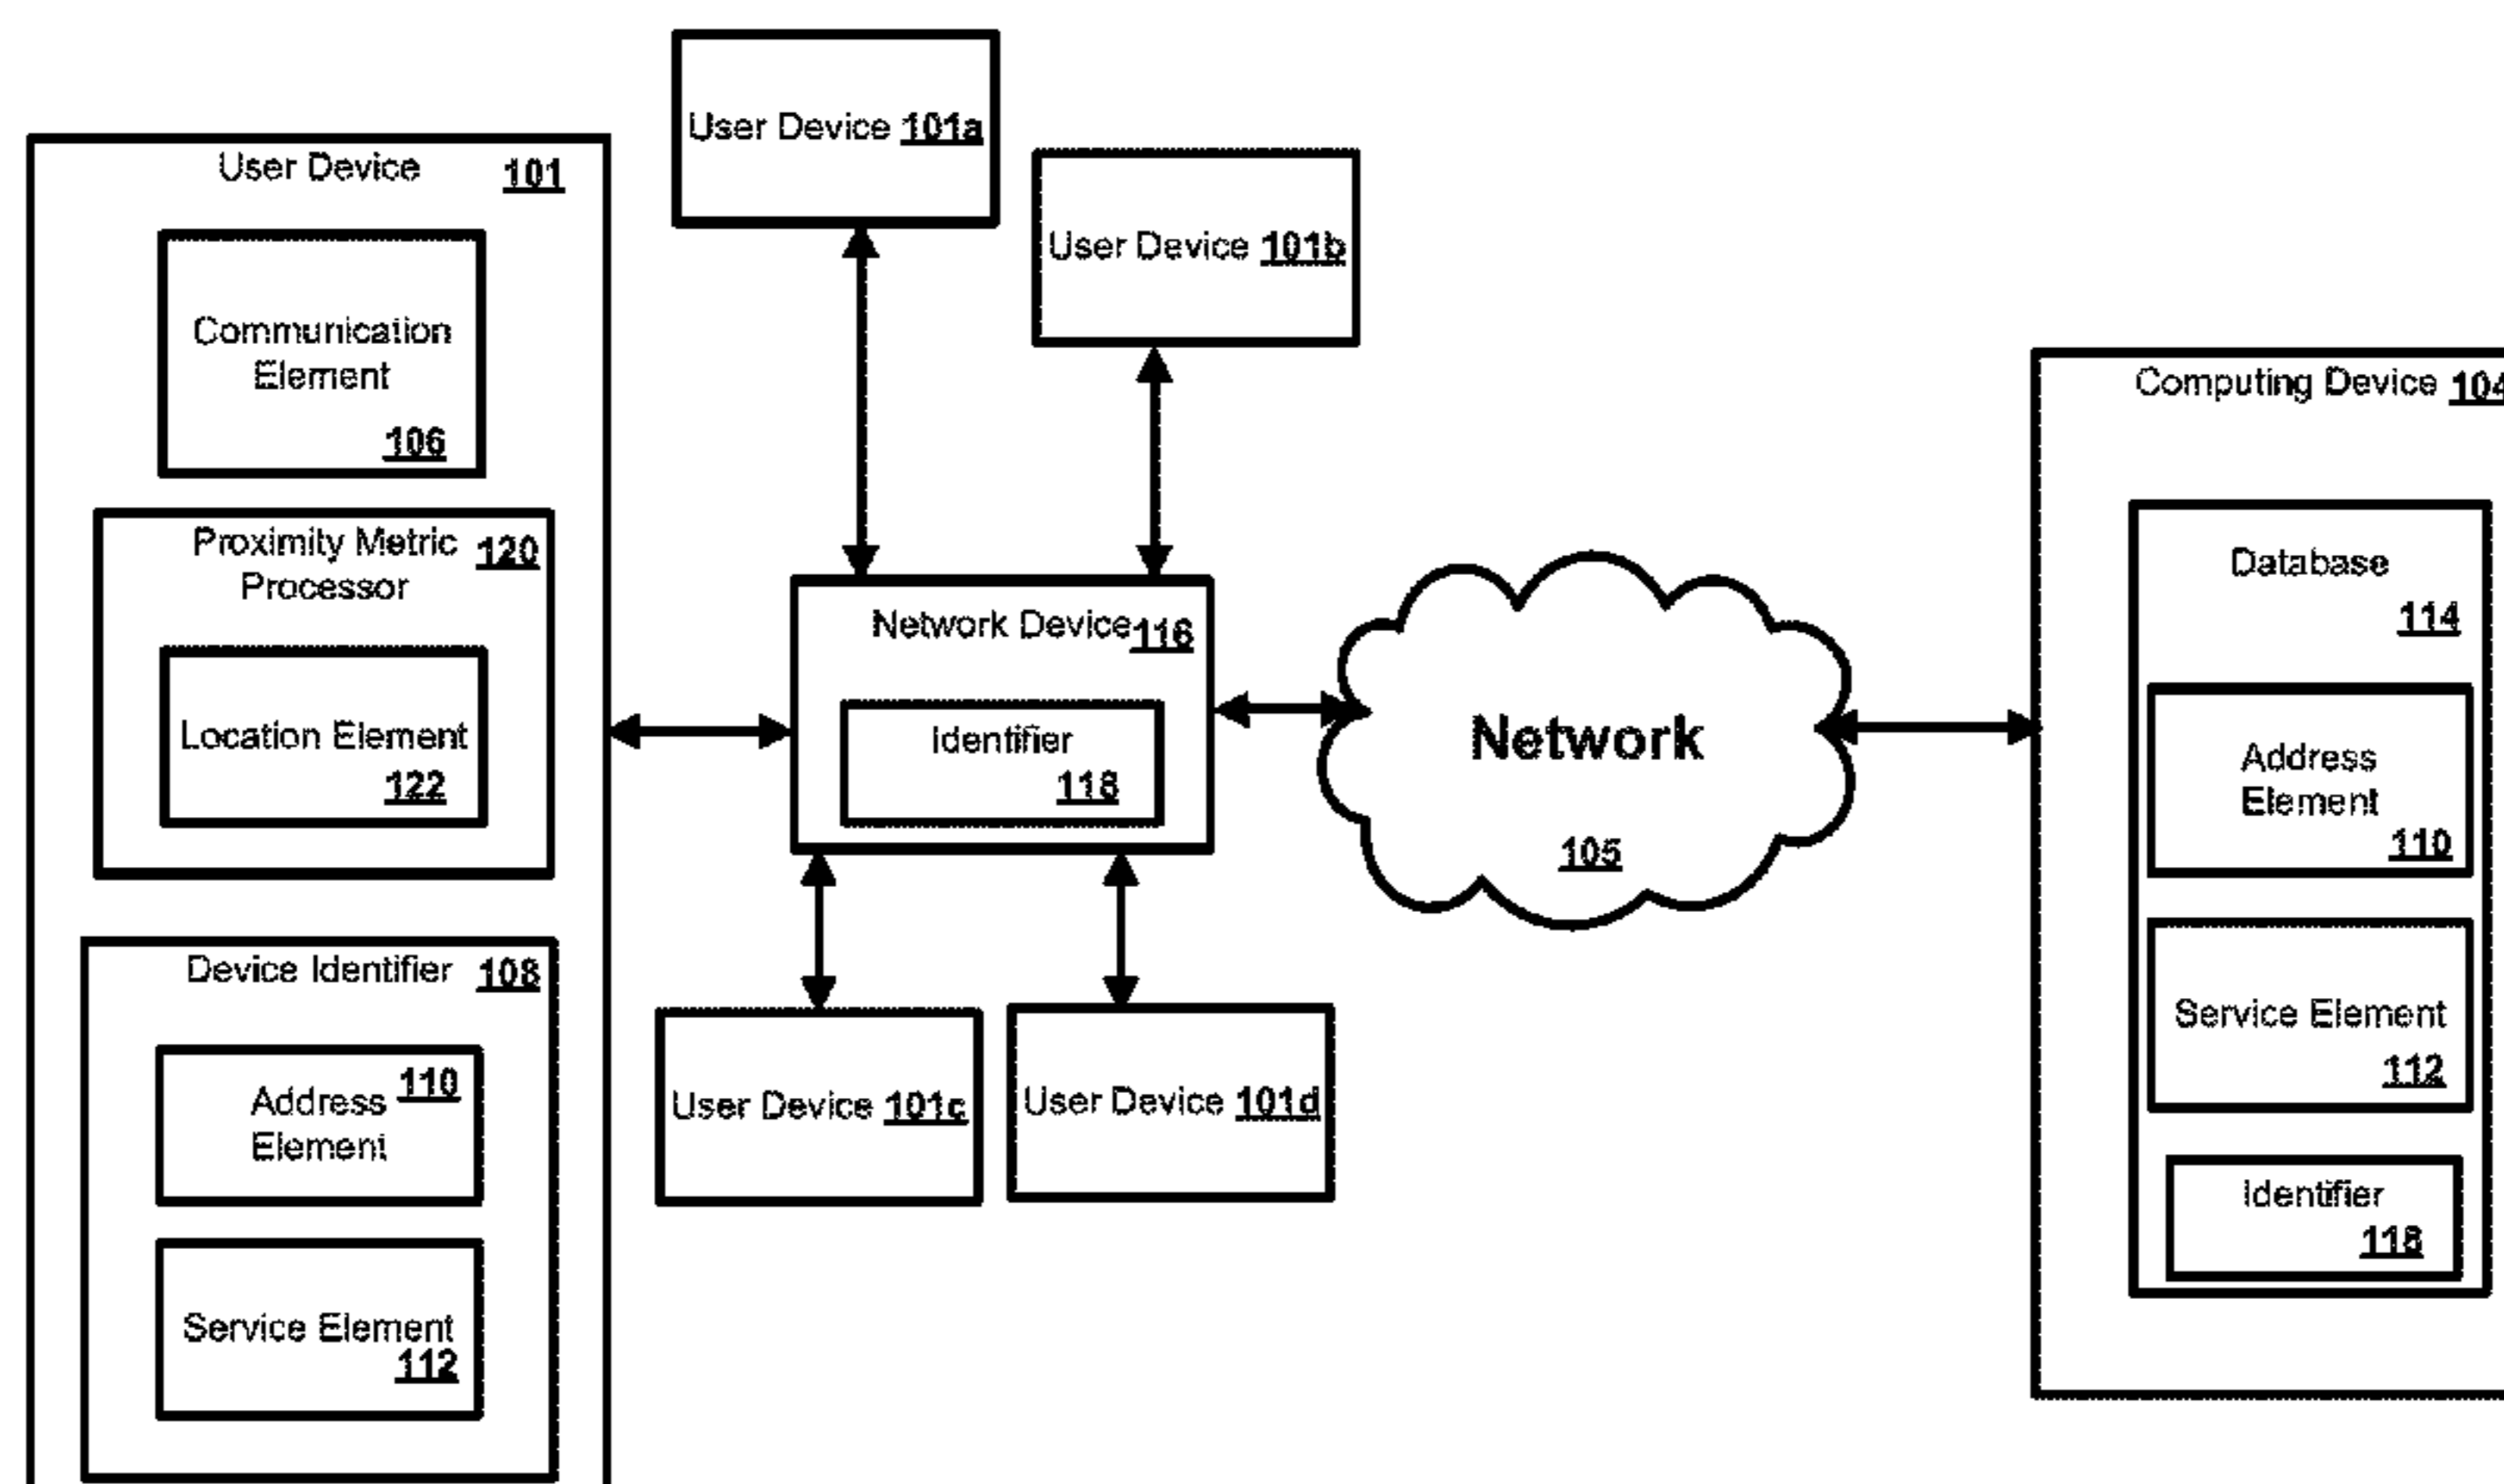 User Device 101
Communication
Element
106
Proximity Metric 120
Processor
Location Element
122
Device Identifier 108
Address 110
Element
Service Element
112
User Device 101a
User Device 101b
Network Device 116
Identifier
118
User Device 101c
User Device 101d
Network
105
Computing Device 104
Database
114
Address
Element
110
Service Element
112
Identifier
118